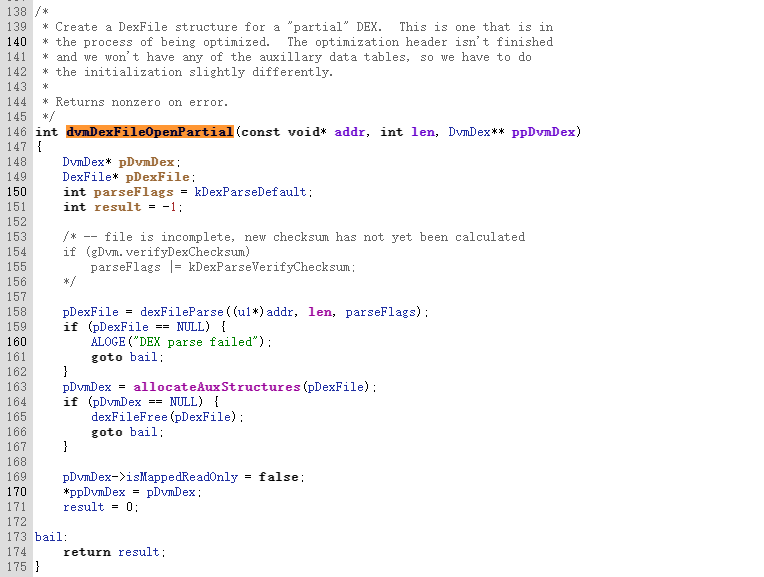 138 /*
139  * Create a DexFile structure for a "partial" DEX.  This is one that is in
140  * the process of being optimized.  The optimization header isn't finished
141  * and we won't have any of the auxillary data tables, so we have to do
142  * the initialization slightly differently.
143  *
144  * Returns nonzero on error.
145  */
146 int dvmDexFileOpenPartial(const void* addr, int len, DvmDex** ppDvmDex)
147 {
148     DvmDex* pDvmDex;
149     DexFile* pDexFile;
150     int parseFlags = kDexParseDefault;
151     int result = -1;
152
153     /* -- file is incomplete, new checksum has not yet been calculated
154     if (gDvm.verifyDexChecksum)
155         parseFlags |= kDexParseVerifyChecksum;
156     */
157
158     pDexFile = dexFileParse((u1*)addr, len, parseFlags);
159     if (pDexFile == NULL) {
160         ALOGE("DEX parse failed");
161         goto bail;
162     }
163     pDvmDex = allocateAuxStructures(pDexFile);
164     if (pDvmDex == NULL) {
165         dexFileFree(pDexFile);
166         goto bail;
167     }
168
169     pDvmDex->isMappedReadOnly = false;
170     *ppDvmDex = pDvmDex;
171     result = 0;
172
173 bail:
174     return result;
175 }